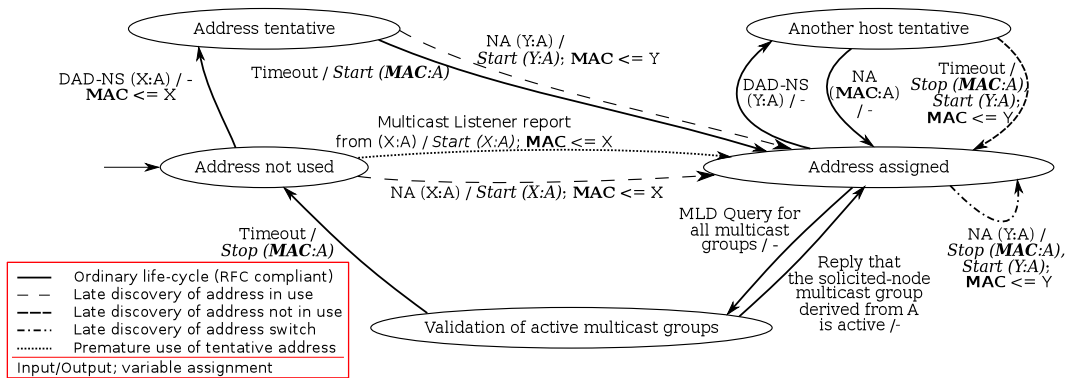 Address tentative
Another host tentative
NA (Y:A) /
Start (Y:A); MAC <= Y
Timeout / Start (MAC:A)
DAD-NS (X:A) / -
MAC <= X
DAD-NS
(Y:A) / -
NA
(MAC:A)
/ -
Timeout /
Stop (MAC:A),
Start (Y:A);
MAC <= Y
Multicast Listener report
from (X:A) / Start (X:A); MAC <= X
Address not used
Address assigned
NA (X:A) / Start (X:A); MAC <= X
MLD Query for
all multicast
groups / -
Timeout /
Stop (MAC:A)
NA (Y:A) /
Stop (MAC:A),
Start (Y:A);
MAC <= Y
Reply that
the solicited-node
multicast group
derived from A
is active /-
Validation of active multicast groups
Ordinary life-cycle (RFC compliant)
Late discovery of address in use
Late discovery of address not in use
Late discovery of address switch
Premature use of tentative address
Input/Output; variable assignment